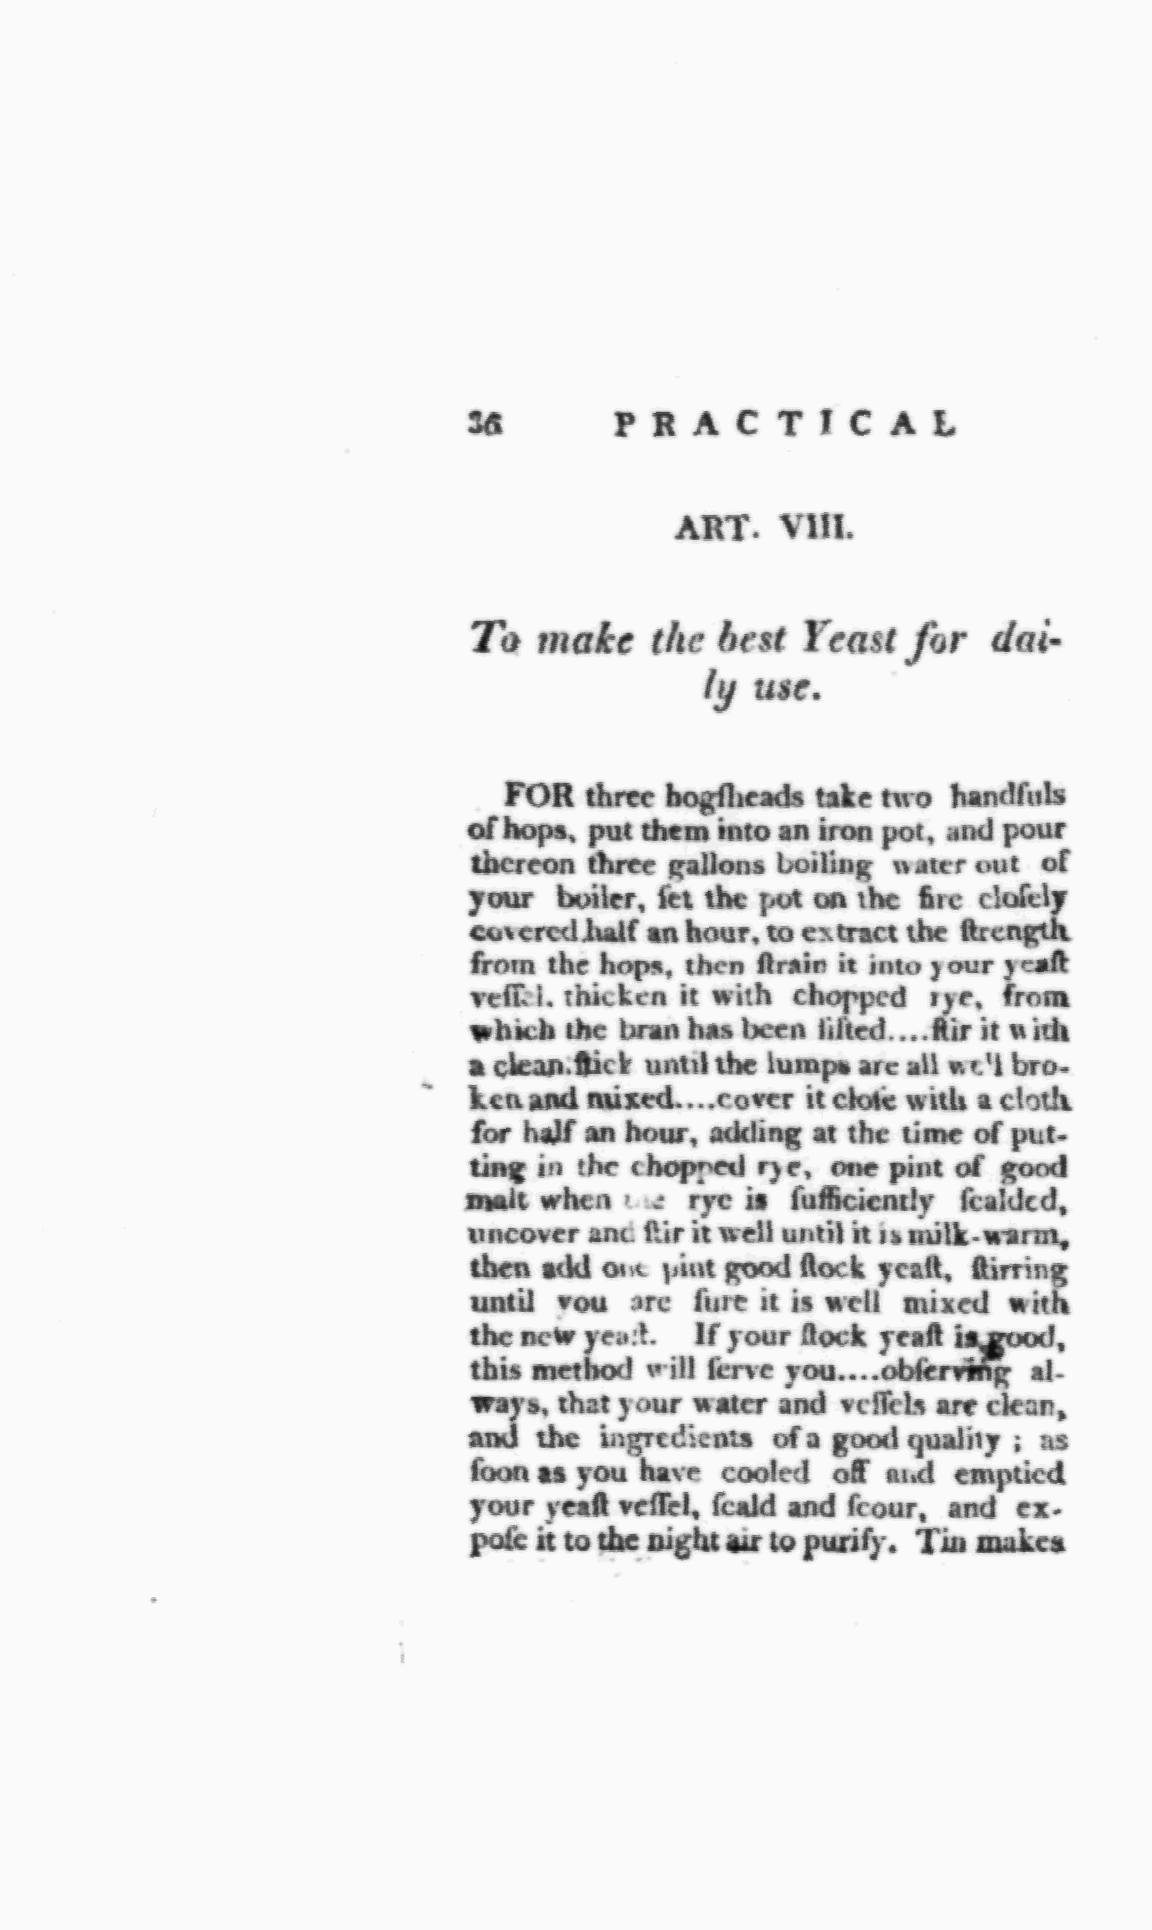 36 PRACTICAL
ART. VIII.
To make the best Yeast for dai-
ly use.
FOR three hogſheads take two handfuls
of hops, put them into an iron pot, and pour
thereon three gallons boiling water out of
your boiler, ſet the pot on the fire cloſely
covered half an hour, to extract the ſtrength
from the hops, then ſtrain it into your yeaſt
veſſel. thicken it with chopped rye, from
which the bran has been ſifted....ſtir it with
a clean ſtick until the lumps are all well bro-
ken and mixed....cover it cloſe with a cloth
for half an hour, adding at the time of put-
ting in the chopped rye, one pint of good
malt when the rye is ſufficiently ſcalded,
uncover and ſtir it well until it is milk-warm,
then add one pint good ſtock yeaſt, ſtirring
until you are ſure it is well mixed with
the new yeaſt. If your ſtock yeaſt is good,
this method will ſerve you....obſerving al-
ways, that your water and veſſels are clean,
and the ingredients of a good quality ; as
ſoon as you have cooled off and emptied
your yeaſt veſſel, ſcald and ſcour, and ex-
poſe it to the night air to purify. Tin makes